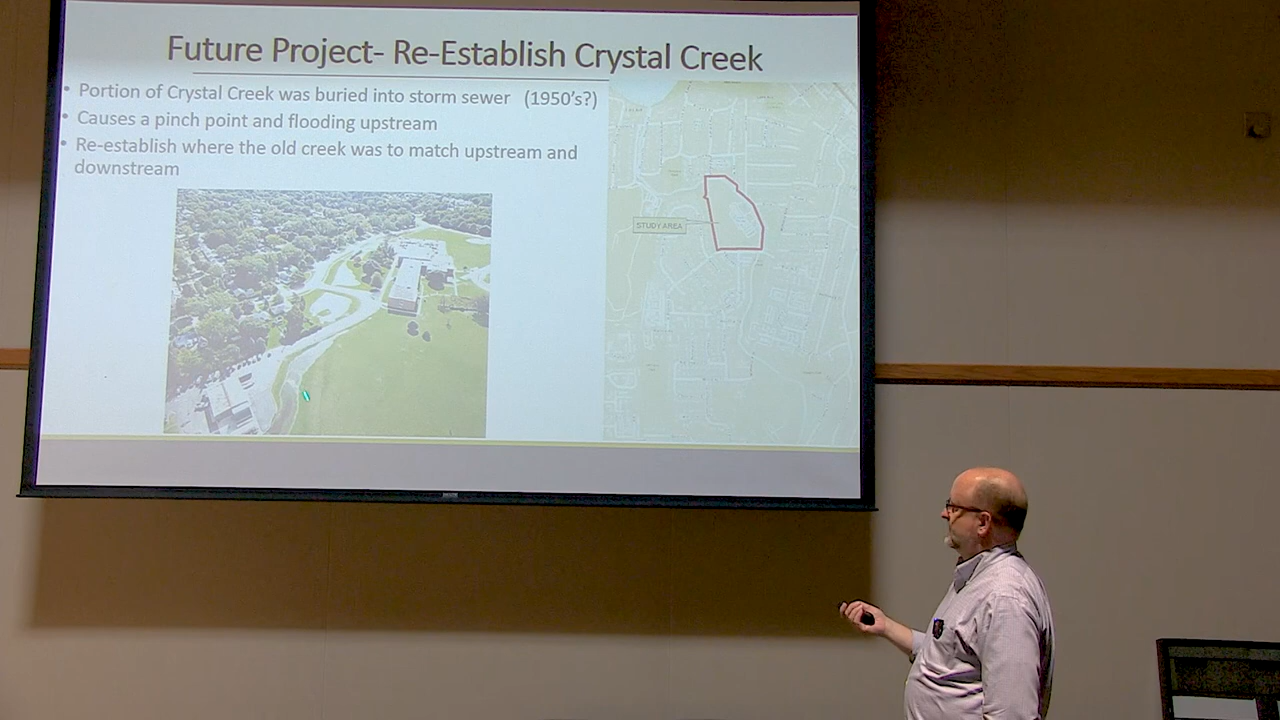 Future Project- Re-Establish Crystal Creek
• Portion of Crystal Creek was buried into storm sewer (1950's?)
• Causes a pinch point and flooding upstream
• Re-establish where the old creek was to match upstream and
downstream
STUDY AREA